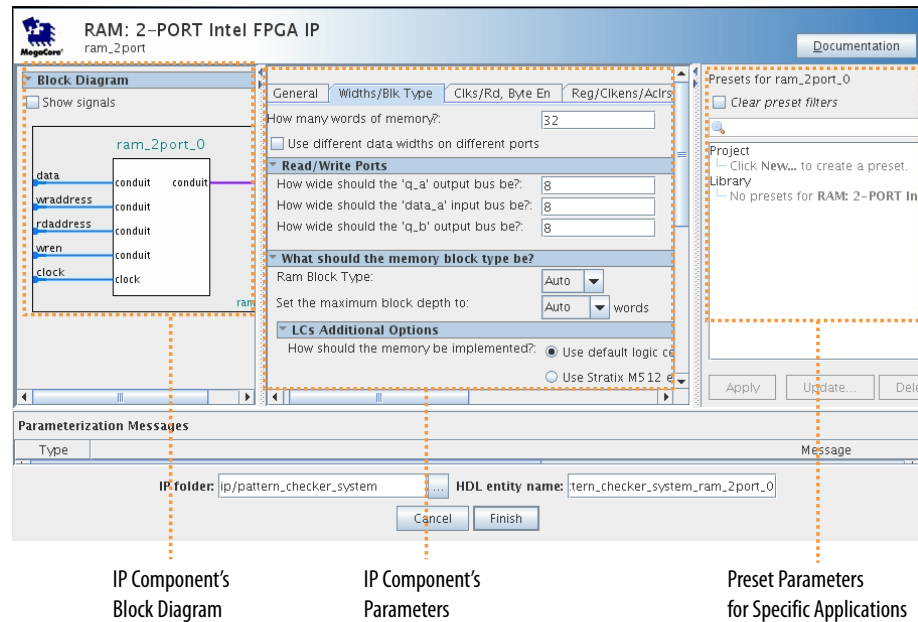 RAM: 2-PORT Intel FPGA IP
ram_2port
MegaCore'
Documentation
Block Diagram
Show signals
ram_2port_0
data
conduit
conduit
wraddress
conduit
rdaddress
conduit
wren
conduit
clock
clock
ram
General
Widths/Blk Type
Clks/Rd, Byte En
Reg/Clkens/Aclrs
How many words of memory?:
32
Use different data widths on different ports
Read/Write Ports
How wide should the 'q_a' output bus be?:
8
How wide should the 'data_a' input bus be?:
8
How wide should the 'q_b' output bus be?:
8
What should the memory block type be?
Ram Block Type:
Auto
Set the maximum block depth to:
Auto
words
LCs Additional Options
How should the memory be implemented?:
Use default logic ce
Use Stratix M512 e
Presets for ram_2port_0
Clear preset filters
Project
Click New... to create a preset.
Library
No presets for RAM: 2-PORT In
Apply
Update...
Dele
Parameterization Messages
Type
Message
IP folder:
ip/pattern_checker_system
...
HDL entity name:
:tern_checker_system_ram_2port_0
Cancel
Finish
IP Component's
Block Diagram
IP Component's
Parameters
Preset Parameters
for Specific Applications